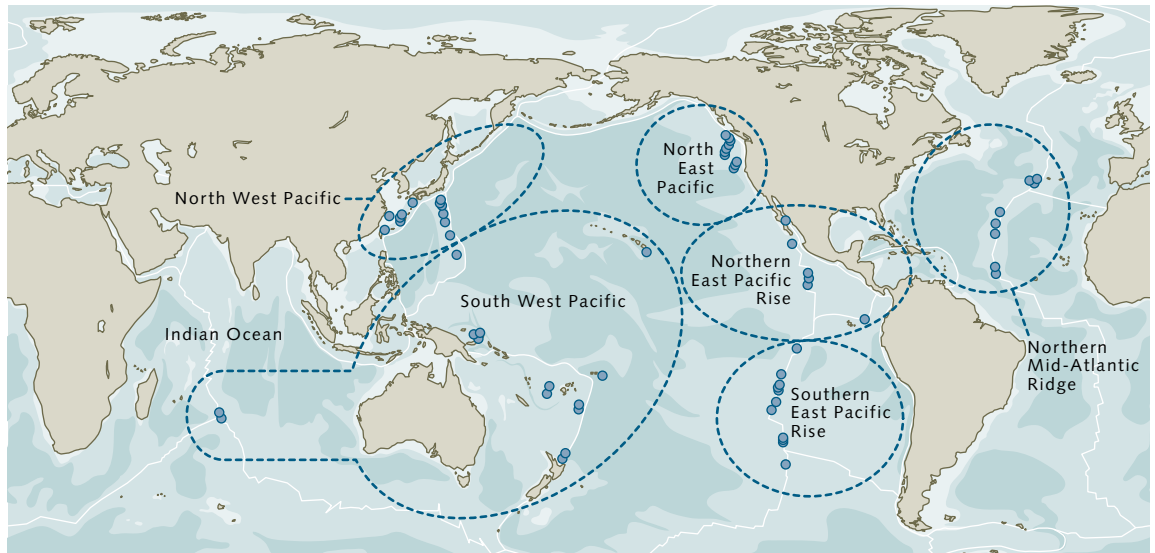 North West Pacific
North
East
Pacific
South West Pacific
Northern
East Pacific
Rise
Indian Ocean
Northern
Mid-Atlantic
Ridge
Southern
East Pacific
Rise